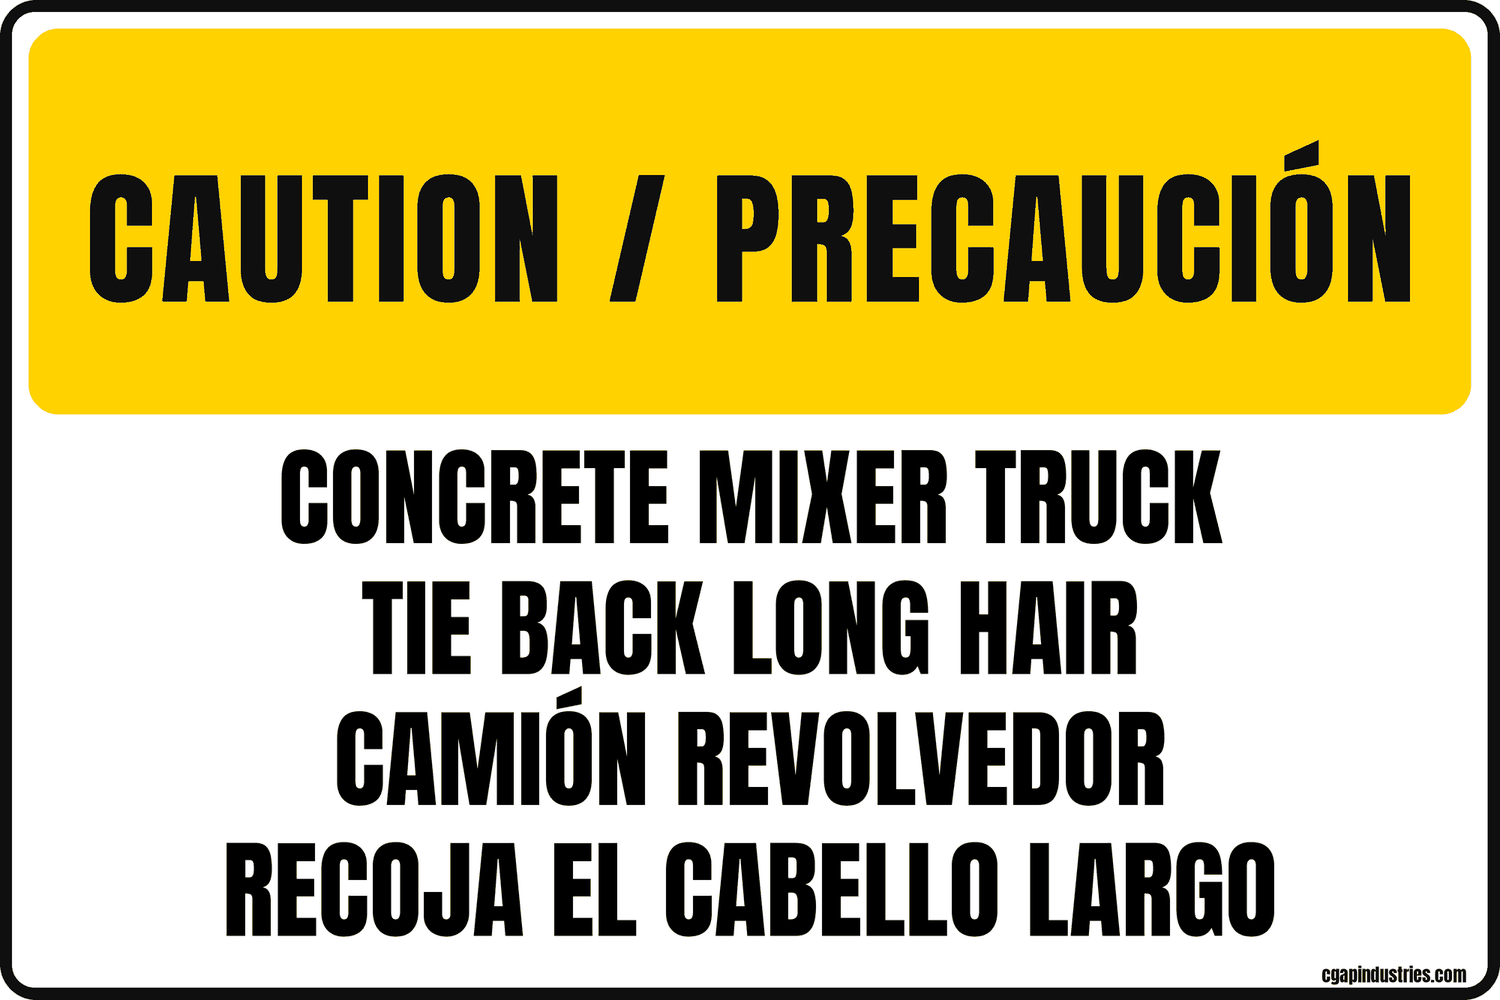 CAUTION / PRECAUCIÓN
CONCRETE MIXER TRUCK
TIE BACK LONG HAIR
CAMIÓN REVOLVEDOR
RECOJA EL CABELLO LARGO
cgapindustries.com